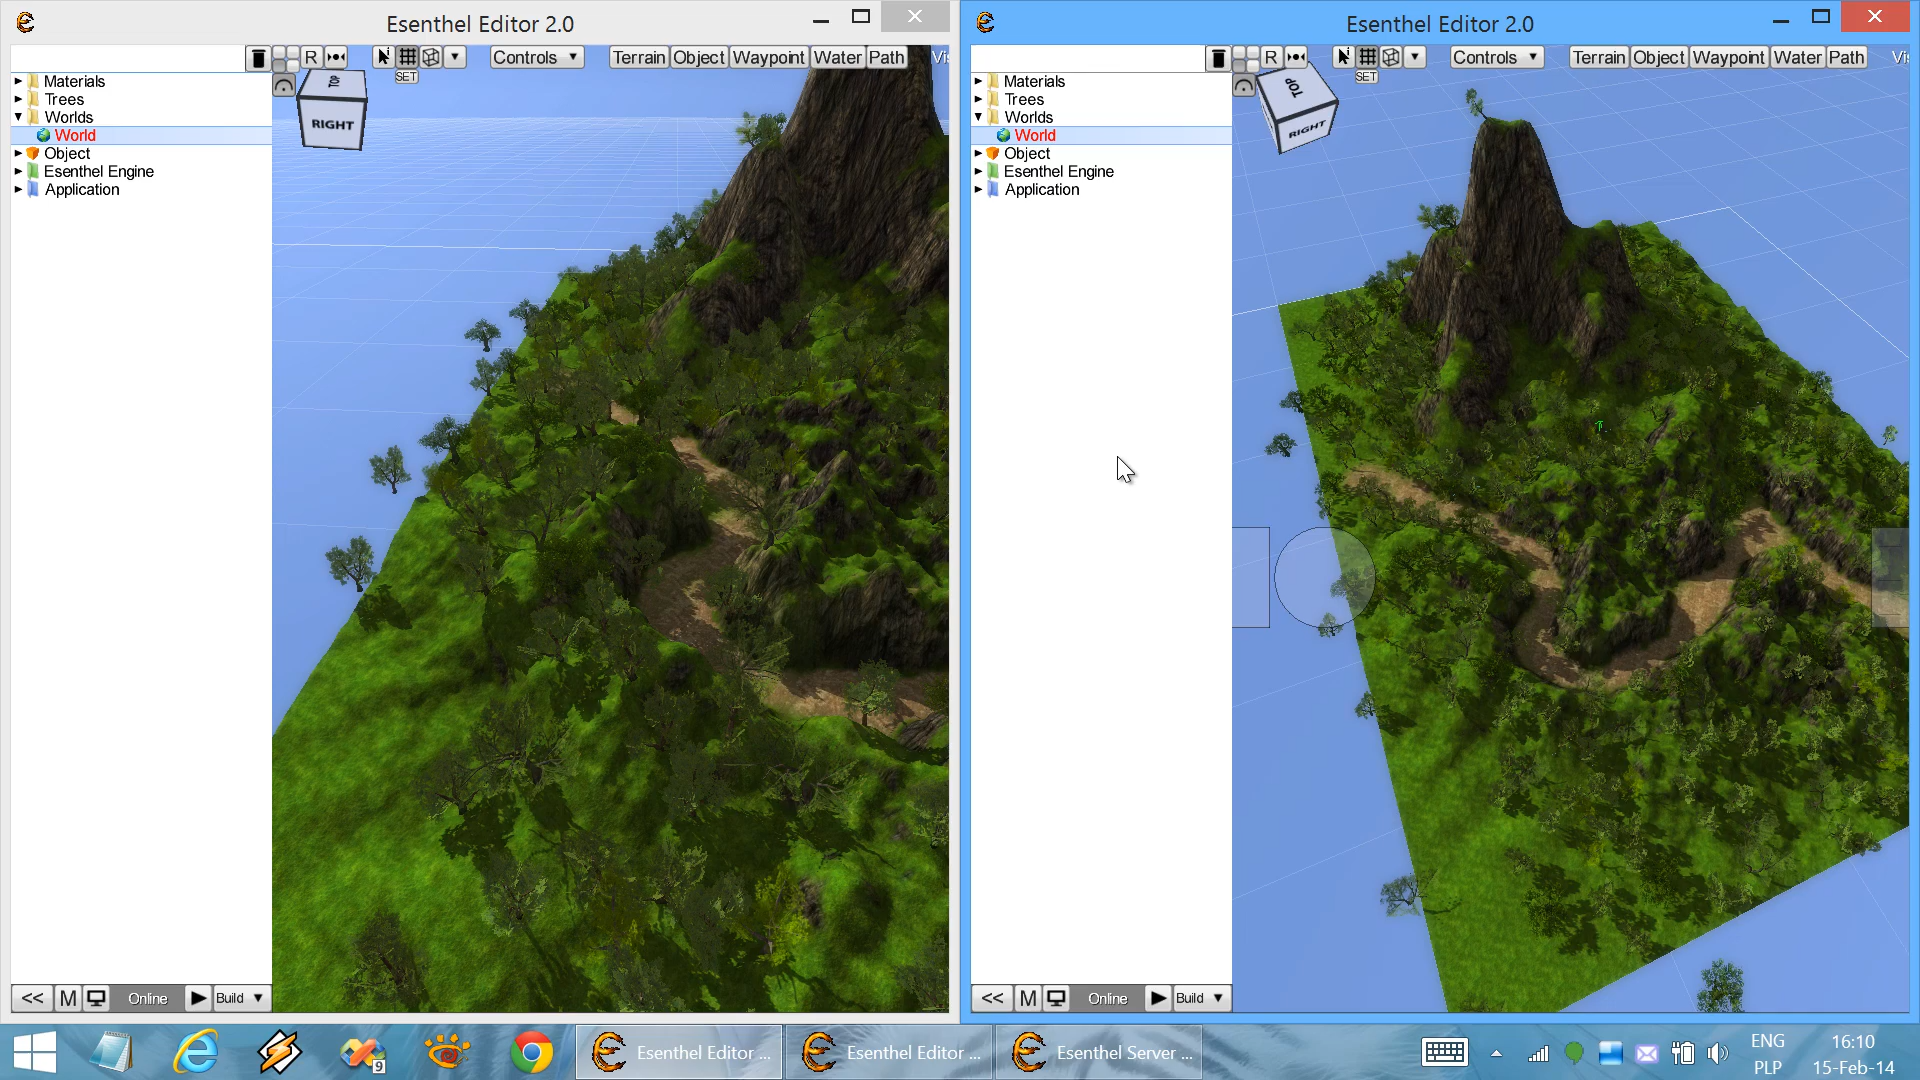 Esenthel Editor 2.0
R
Controls
Terrain Object Waypoint Water Path
SET
RIGHT
Materials
Trees
Worlds
World
Object
Esenthel Engine
Application
<< M Online Build
Esenthel Editor 2.0
R
Controls
Terrain Object Waypoint Water Path
SET
TOP
RIGHT
Materials
Trees
Worlds
World
Object
Esenthel Engine
Application
<< M Online Build
9
Esenthel Editor ...
Esenthel Editor ...
Esenthel Server ...
ENG
PLP
16:10
15-Feb-14